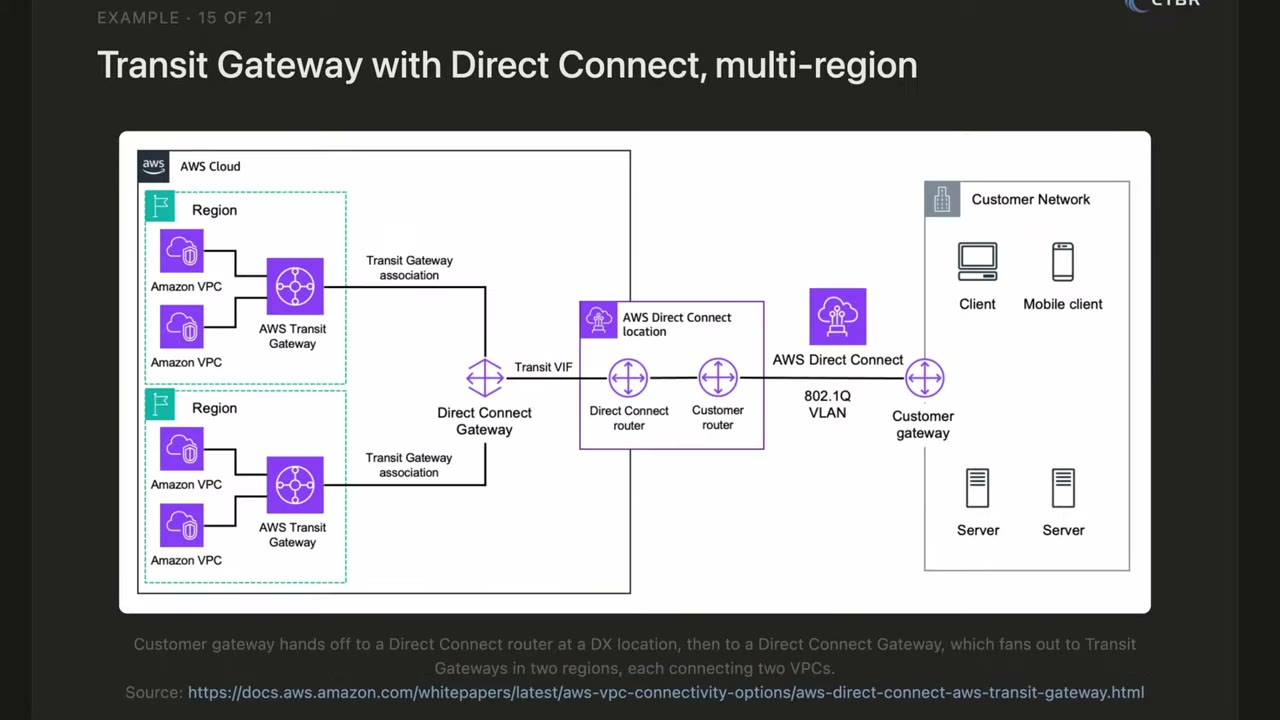 EXAMPLE · 15 OF 21
CYBR
Transit Gateway with Direct Connect, multi-region
aws
AWS Cloud
Region
Amazon VPC
Amazon VPC
AWS Transit
Gateway
Transit Gateway
association
Region
Amazon VPC
Amazon VPC
AWS Transit
Gateway
Transit Gateway
association
Direct Connect
Gateway
Transit VIF
AWS Direct Connect
location
Direct Connect
router
Customer
router
AWS Direct Connect
802.1Q
VLAN
Customer
gateway
Customer Network
Client
Mobile client
Server
Server
Customer gateway hands off to a Direct Connect router at a DX location, then to a Direct Connect Gateway, which fans out to Transit
Gateways in two regions, each connecting two VPCs.
Source: https://docs.aws.amazon.com/whitepapers/latest/aws-vpc-connectivity-options/aws-direct-connect-aws-transit-gateway.html